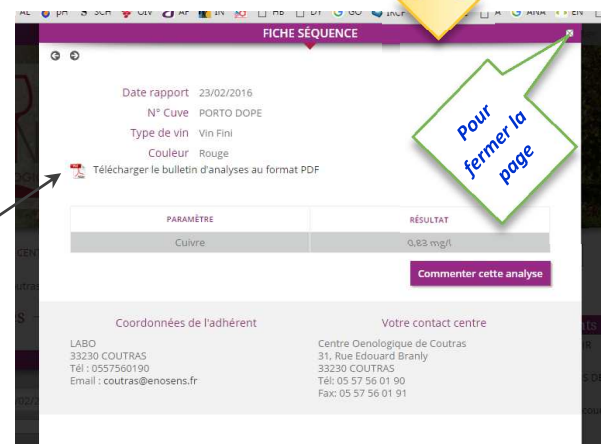 FICHE SÉQUENCE
Date rapport 23/02/2016
N° Cuve PORTO DOPE
Type de vin Vin Fini
Couleur Rouge
Télécharger le bulletin d'analyses au format PDF
Pour
fermer la
page
PARAMÈTRE RÉSULTAT
Cuivre 0,83 mg/l
Commenter cette analyse
Coordonnées de l'adhérent
LABO
33230 COUTRAS
Tél : 0557560190
Email : coutras@enosens.fr
Votre contact centre
Centre Oenologique de Coutras
31, Rue Edouard Branly
33230 COUTRAS
Tél: 05 57 56 01 90
Fax: 05 57 56 01 91